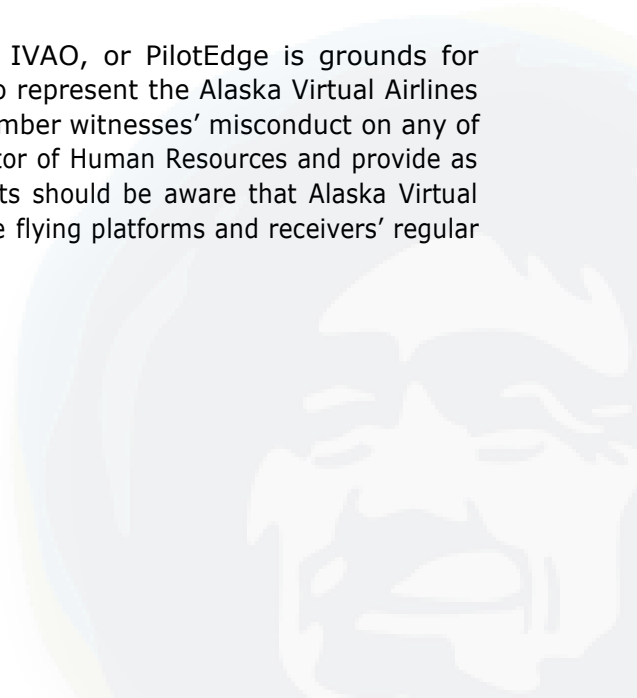 IVAO, or PilotEdge is grounds for
o represent the Alaska Virtual Airlines
mber witnesses’ misconduct on any of
tor of Human Resources and provide as
ts should be aware that Alaska Virtual
e flying platforms and receivers’ regular